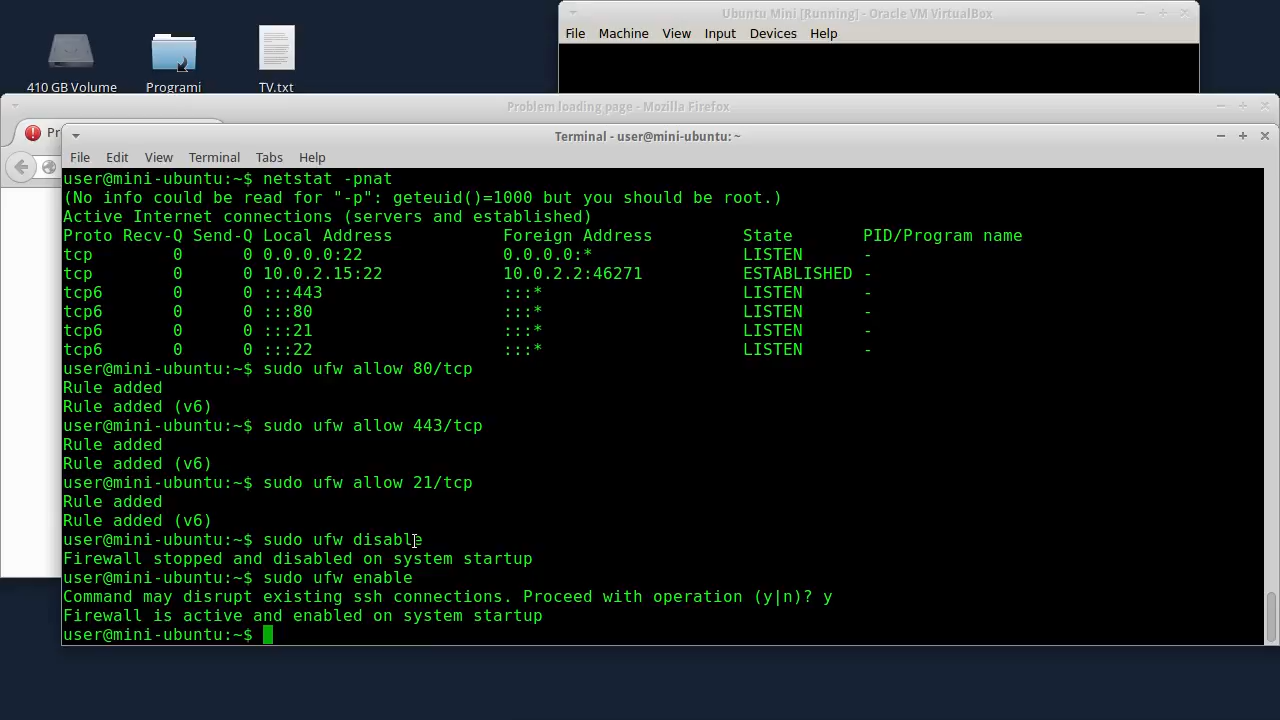 Ubuntu Mini [Running] - Oracle VM VirtualBox
File Machine View Input Devices Help
410 GB Volume
Programi
TV.txt
Problem loading page - Mozilla Firefox
Pr
Terminal - user@mini-ubuntu: ~
File Edit View Terminal Tabs Help
user@mini-ubuntu:~$ netstat -pnat
(No info could be read for "-p": geteuid()=1000 but you should be root.)
Active Internet connections (servers and established)
Proto Recv-Q Send-Q Local Address           Foreign Address         State       PID/Program name
tcp        0      0 0.0.0.0:22              0.0.0.0:*               LISTEN      -
tcp        0      0 10.0.2.15:22            10.0.2.2:46271          ESTABLISHED -
tcp6       0      0 :::443                  :::*                    LISTEN      -
tcp6       0      0 :::80                   :::*                    LISTEN      -
tcp6       0      0 :::21                   :::*                    LISTEN      -
tcp6       0      0 :::22                   :::*                    LISTEN      -
user@mini-ubuntu:~$ sudo ufw allow 80/tcp
Rule added
Rule added (v6)
user@mini-ubuntu:~$ sudo ufw allow 443/tcp
Rule added
Rule added (v6)
user@mini-ubuntu:~$ sudo ufw allow 21/tcp
Rule added
Rule added (v6)
user@mini-ubuntu:~$ sudo ufw disable
Firewall stopped and disabled on system startup
user@mini-ubuntu:~$ sudo ufw enable
Command may disrupt existing ssh connections. Proceed with operation (y|n)? y
Firewall is active and enabled on system startup
user@mini-ubuntu:~$